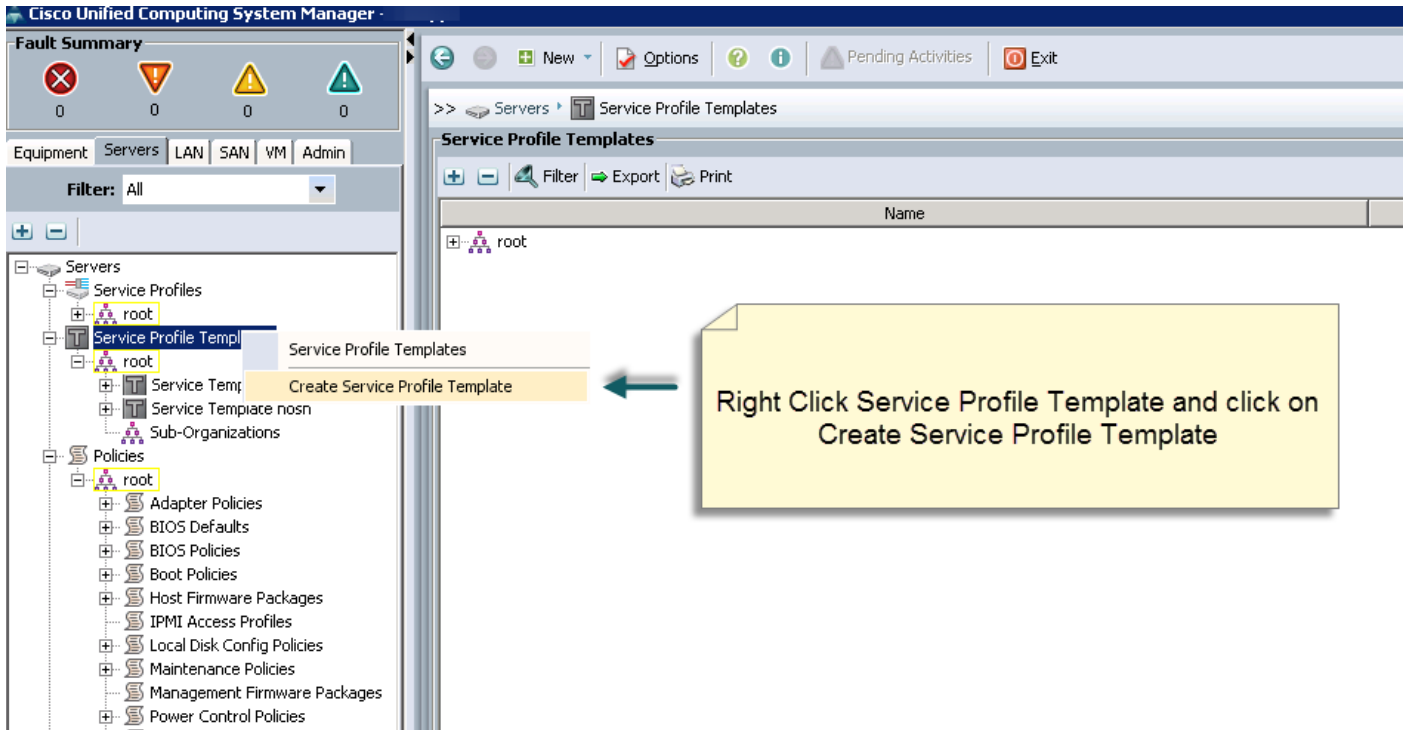 Cisco Unified Computing System Manager -
Fault Summary
0 0 0 0
New Options Pending Activities Exit
>> Servers Service Profile Templates
Equipment Servers LAN SAN VM Admin
Filter: All
Service Profile Templates
Filter Export Print
Name
root
Servers
Service Profiles
root
Service Profile Templ
root
Service Temp
Service Template nosh
Sub-Organizations
Policies
root
Adapter Policies
BIOS Defaults
BIOS Policies
Boot Policies
Host Firmware Packages
IPMI Access Profiles
Local Disk Config Policies
Maintenance Policies
Management Firmware Packages
Power Control Policies
Service Profile Templates
Create Service Profile Template
Right Click Service Profile Template and click on
Create Service Profile Template